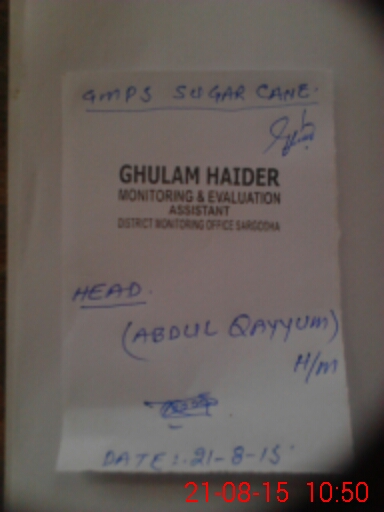 GMPS SUGAR CANE.
GHULAM HAIDER
MONITORING & EVALUATION
ASSISTANT
DISTRICT MONITORING OFFICE SARGODHA
HEAD.
(ABDUL QAYYUM)
H/M
DATE:. 21-8-15
21-08-15 10:50